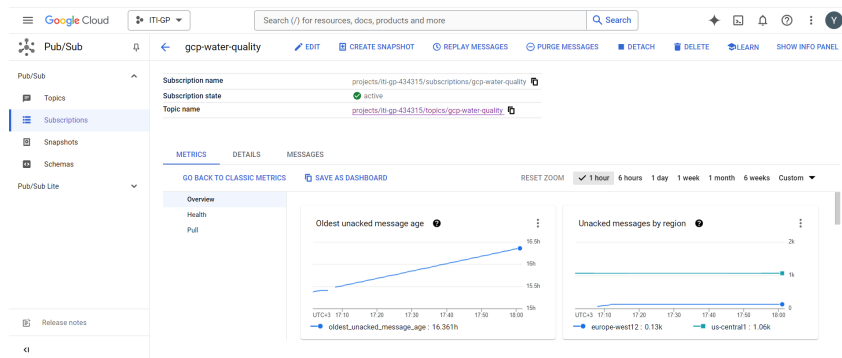 Google Cloud
ITI-GP
Search (/) for resources, docs, products and more
Search
Y
Pub/Sub
gcp-water-quality
EDIT
CREATE SNAPSHOT
REPLAY MESSAGES
PURGE MESSAGES
DETACH
DELETE
LEARN
SHOW INFO PANEL
Pub/Sub
Topics
Subscriptions
Snapshots
Schemas
Pub/Sub Lite
Release notes
Subscription name
projects/iti-gp-434315/subscriptions/gcp-water-quality
Subscription state
active
Topic name
projects/iti-gp-434315/topics/gcp-water-quality
METRICS
DETAILS
MESSAGES
GO BACK TO CLASSIC METRICS
SAVE AS DASHBOARD
RESET ZOOM
1 hour
6 hours
1 day
1 week
1 month
6 weeks
Custom
Overview
Health
Pull
Oldest unacked message age
16.5h
16h
15.5h
15h
UTC+3 17:10 17:20 17:30 17:40 17:50 18:00
oldest_unacked_message_age : 16.361h
Unacked messages by region
2k
1k
0
UTC+3 17:10 17:20 17:30 17:40 17:50 18:00
europe-west12 : 0.13k
us-central1 : 1.06k